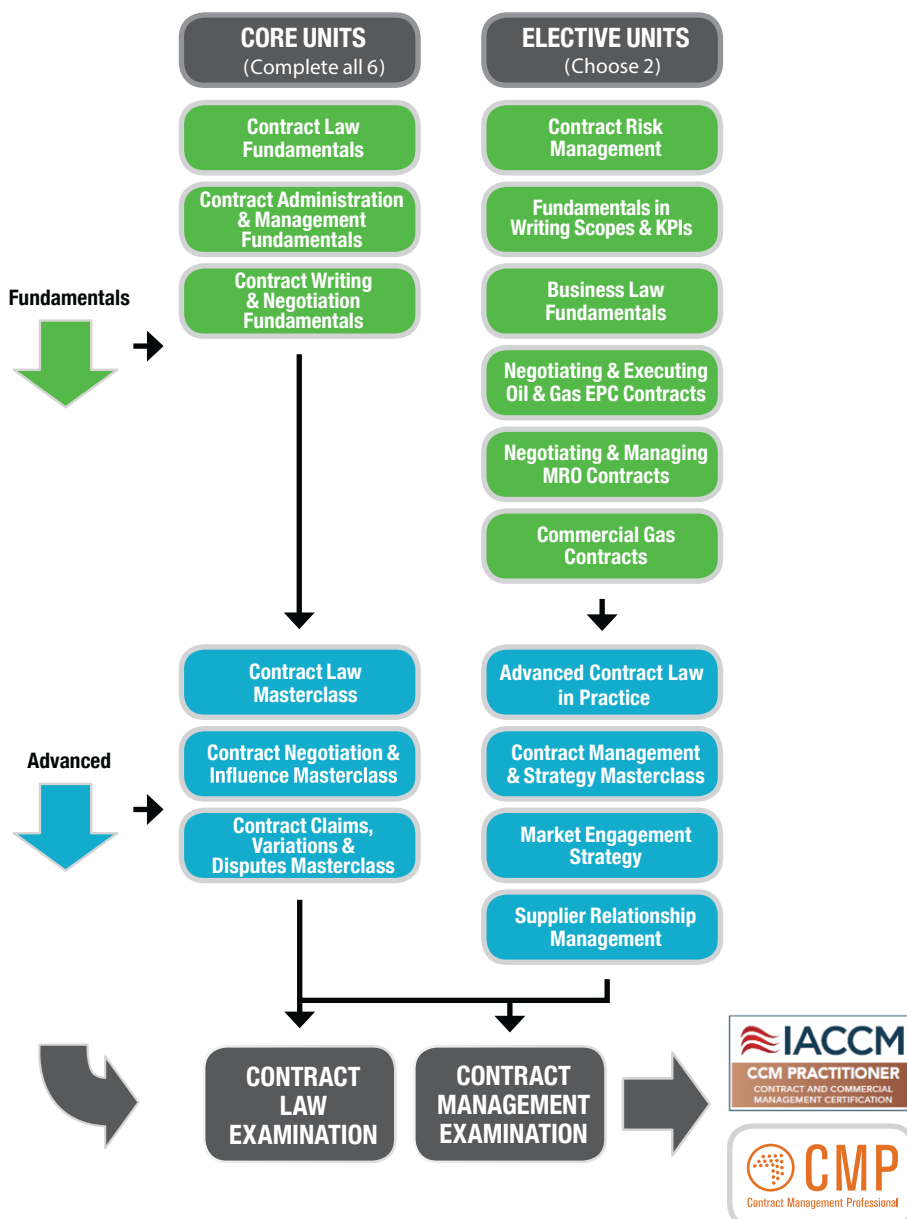 CORE UNITS
(Complete all 6)
ELECTIVE UNITS
(Choose 2)
Contract Law
Fundamentals
Contract Administration
& Management
Fundamentals
Contract Writing
& Negotiation
Fundamentals
Contract Risk
Management
Fundamentals in
Writing Scopes & KPIs
Business Law
Fundamentals
Negotiating & Executing
Oil & Gas EPC Contracts
Negotiating & Managing
MRO Contracts
Commercial Gas
Contracts
Fundamentals
Contract Law
Masterclass
Contract Negotiation &
Influence Masterclass
Contract Claims,
Variations &
Disputes Masterclass
Advanced Contract Law
in Practice
Contract Management
& Strategy Masterclass
Market Engagement
Strategy
Supplier Relationship
Management
Advanced
CONTRACT
LAW
EXAMINATION
CONTRACT
MANAGEMENT
EXAMINATION
IACCM
CCM PRACTITIONER
CONTRACT AND COMMERCIAL
MANAGEMENT CERTIFICATION
CMP
Contract Management Professional